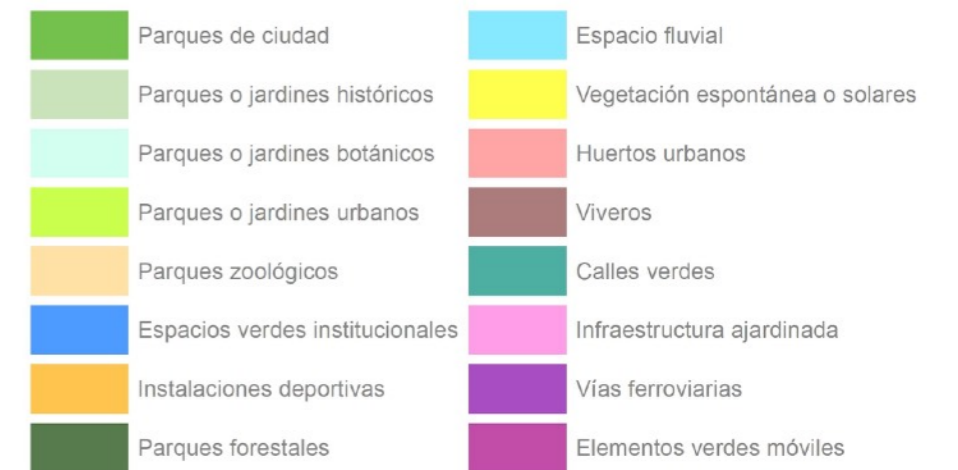 Parques de ciudad
Parques o jardines históricos
Parques o jardines botánicos
Parques o jardines urbanos
Parques zoológicos
Espacios verdes institucionales
Instalaciones deportivas
Parques forestales
Espacio fluvial
Vegetación espontánea o solares
Huertos urbanos
Viveros
Calles verdes
Infraestructura ajardinada
Vías ferroviarias
Elementos verdes móviles